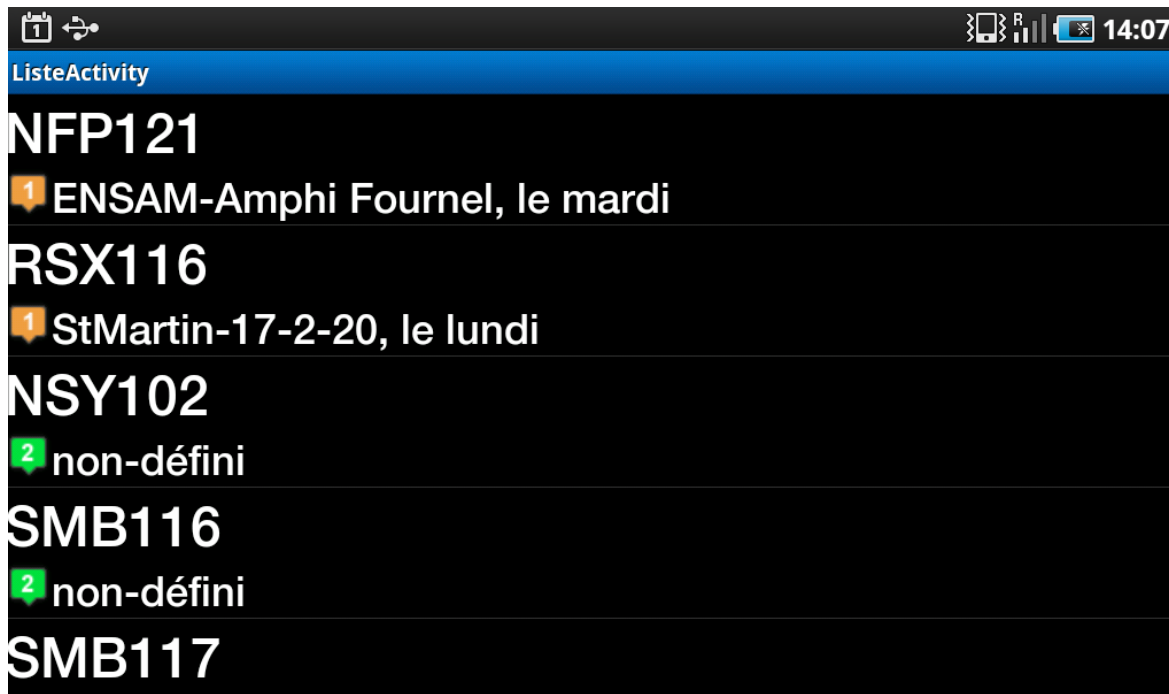 1 R 14:07
ListeActivity
NFP121
1 ENSAM-Amphi Fournel, le mardi
RSX116
1 StMartin-17-2-20, le lundi
NSY102
2 non-défini
SMB116
2 non-défini
SMB117